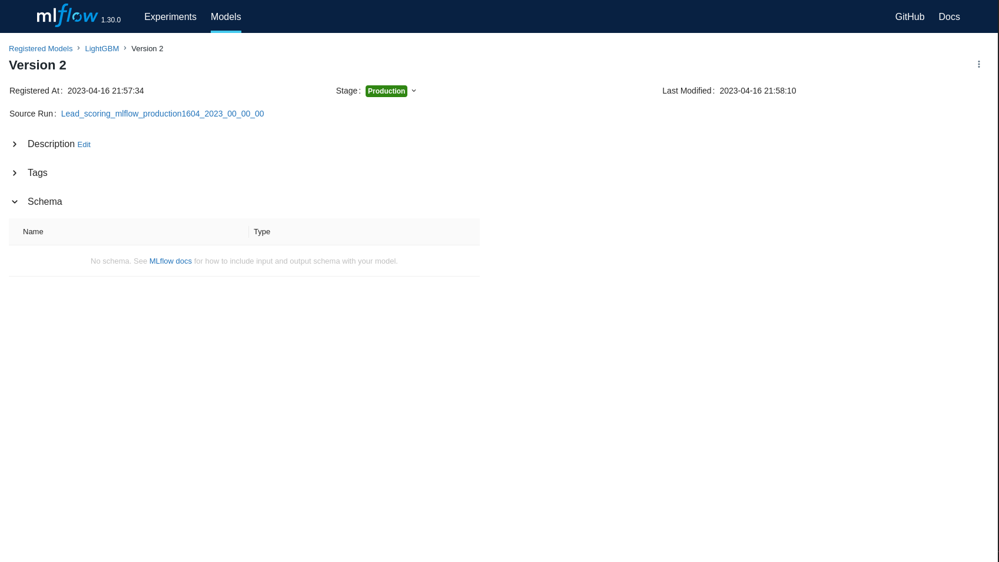 mlflow 1.30.0 Experiments Models GitHub Docs
Registered Models > LightGBM > Version 2
Version 2
Registered At: 2023-04-16 21:57:34 Stage: Production Last Modified: 2023-04-16 21:58:10
Source Run: Lead_scoring_mlflow_production1604_2023_00_00_00
Description Edit
Tags
Schema
Name Type
No schema. See MLflow docs for how to include input and output schema with your model.